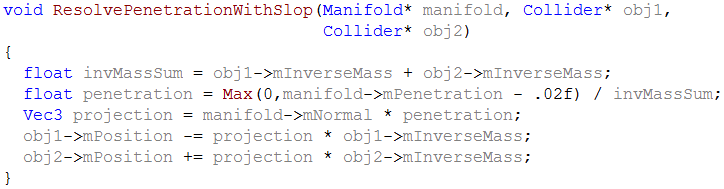 void ResolvePenetrationWithSlop(Manifold* manifold, Collider* obj1,
Collider* obj2)
{
float invMassSum = obj1->mInverseMass + obj2->mInverseMass;
float penetration = Max(0,manifold->mPenetration - .02f) / invMassSum;
Vec3 projection = manifold->mNormal * penetration;
obj1->mPosition -= projection * obj1->mInverseMass;
obj2->mPosition += projection * obj2->mInverseMass;
}